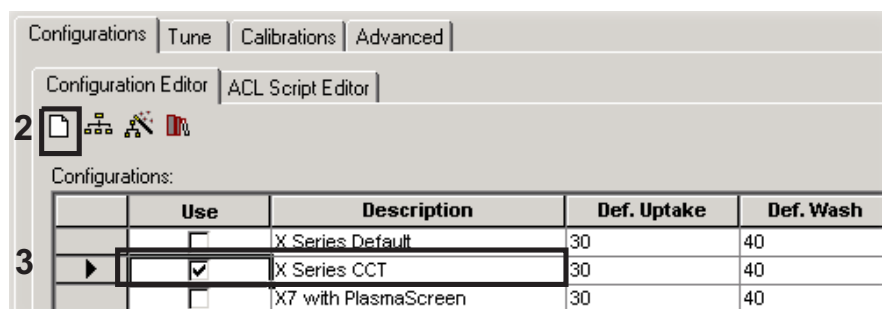 Configurations Tune Calibrations Advanced
Configuration Editor ACL Script Editor
2
Configurations:
Use Description Def. Uptake Def. Wash
X Series Default 30 40
3 X Series CCT 30 40
X7 with PlasmaScreen 30 40